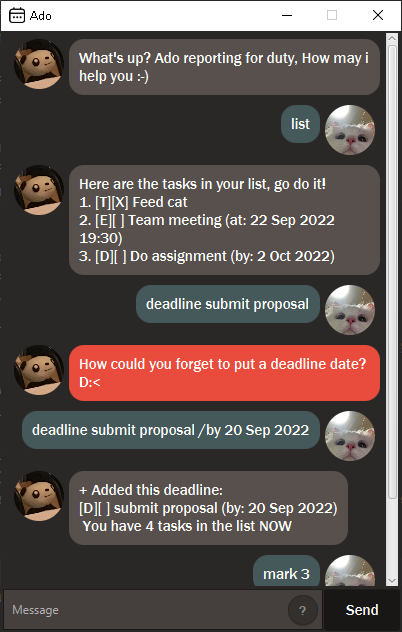 Ado
What's up? Ado reporting for duty, How may i
help you :-)
list
Here are the tasks in your list, go do it!
1. [T][X] Feed cat
2. [E][ ] Team meeting (at: 22 Sep 2022
19:30)
3. [D][ ] Do assignment (by: 2 Oct 2022)
deadline submit proposal
How could you forget to put a deadline date?
D:<
deadline submit proposal /by 20 Sep 2022
+ Added this deadline:
[D][ ] submit proposal (by: 20 Sep 2022)
You have 4 tasks in the list NOW
mark 3
Message
?
Send